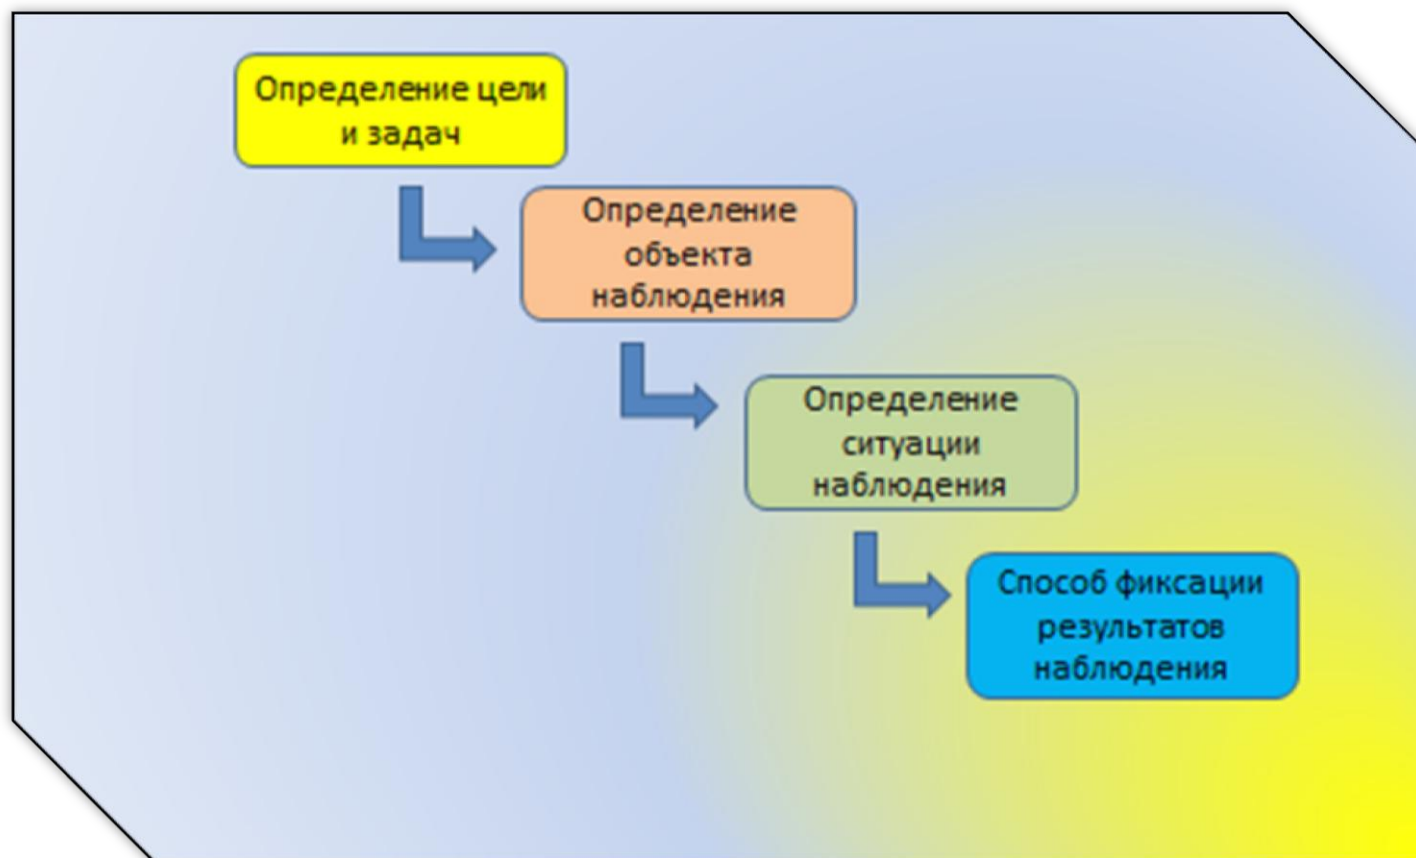 Определение цели
и задач
Определение
объекта
наблюдения
Определение
ситуации
наблюдения
Способ фиксации
результатов
наблюдения